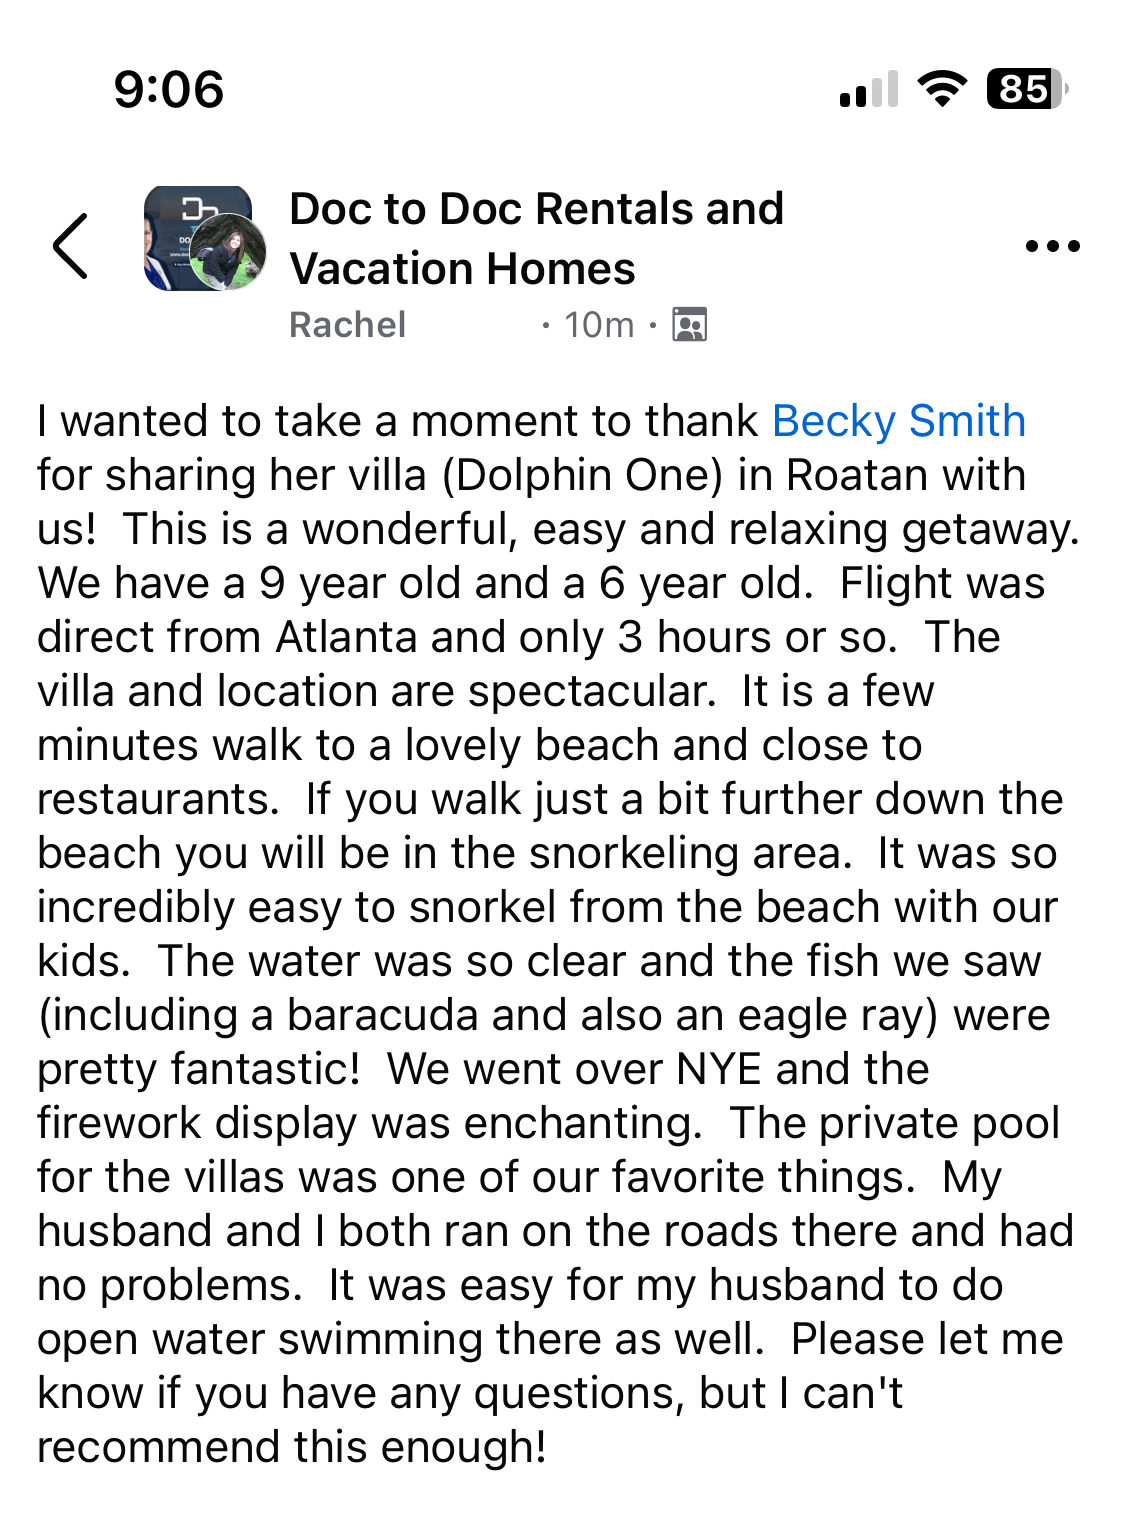 9:06
85
Doc to Doc Rentals and
Vacation Homes
Rachel · 10m ·
I wanted to take a moment to thank Becky Smith
for sharing her villa (Dolphin One) in Roatan with
us!  This is a wonderful, easy and relaxing getaway.
We have a 9 year old and a 6 year old.  Flight was
direct from Atlanta and only 3 hours or so.  The
villa and location are spectacular.  It is a few
minutes walk to a lovely beach and close to
restaurants.  If you walk just a bit further down the
beach you will be in the snorkeling area.  It was so
incredibly easy to snorkel from the beach with our
kids.  The water was so clear and the fish we saw
(including a baracuda and also an eagle ray) were
pretty fantastic!  We went over NYE and the
firework display was enchanting.  The private pool
for the villas was one of our favorite things.  My
husband and I both ran on the roads there and had
no problems.  It was easy for my husband to do
open water swimming there as well.  Please let me
know if you have any questions, but I can't
recommend this enough!